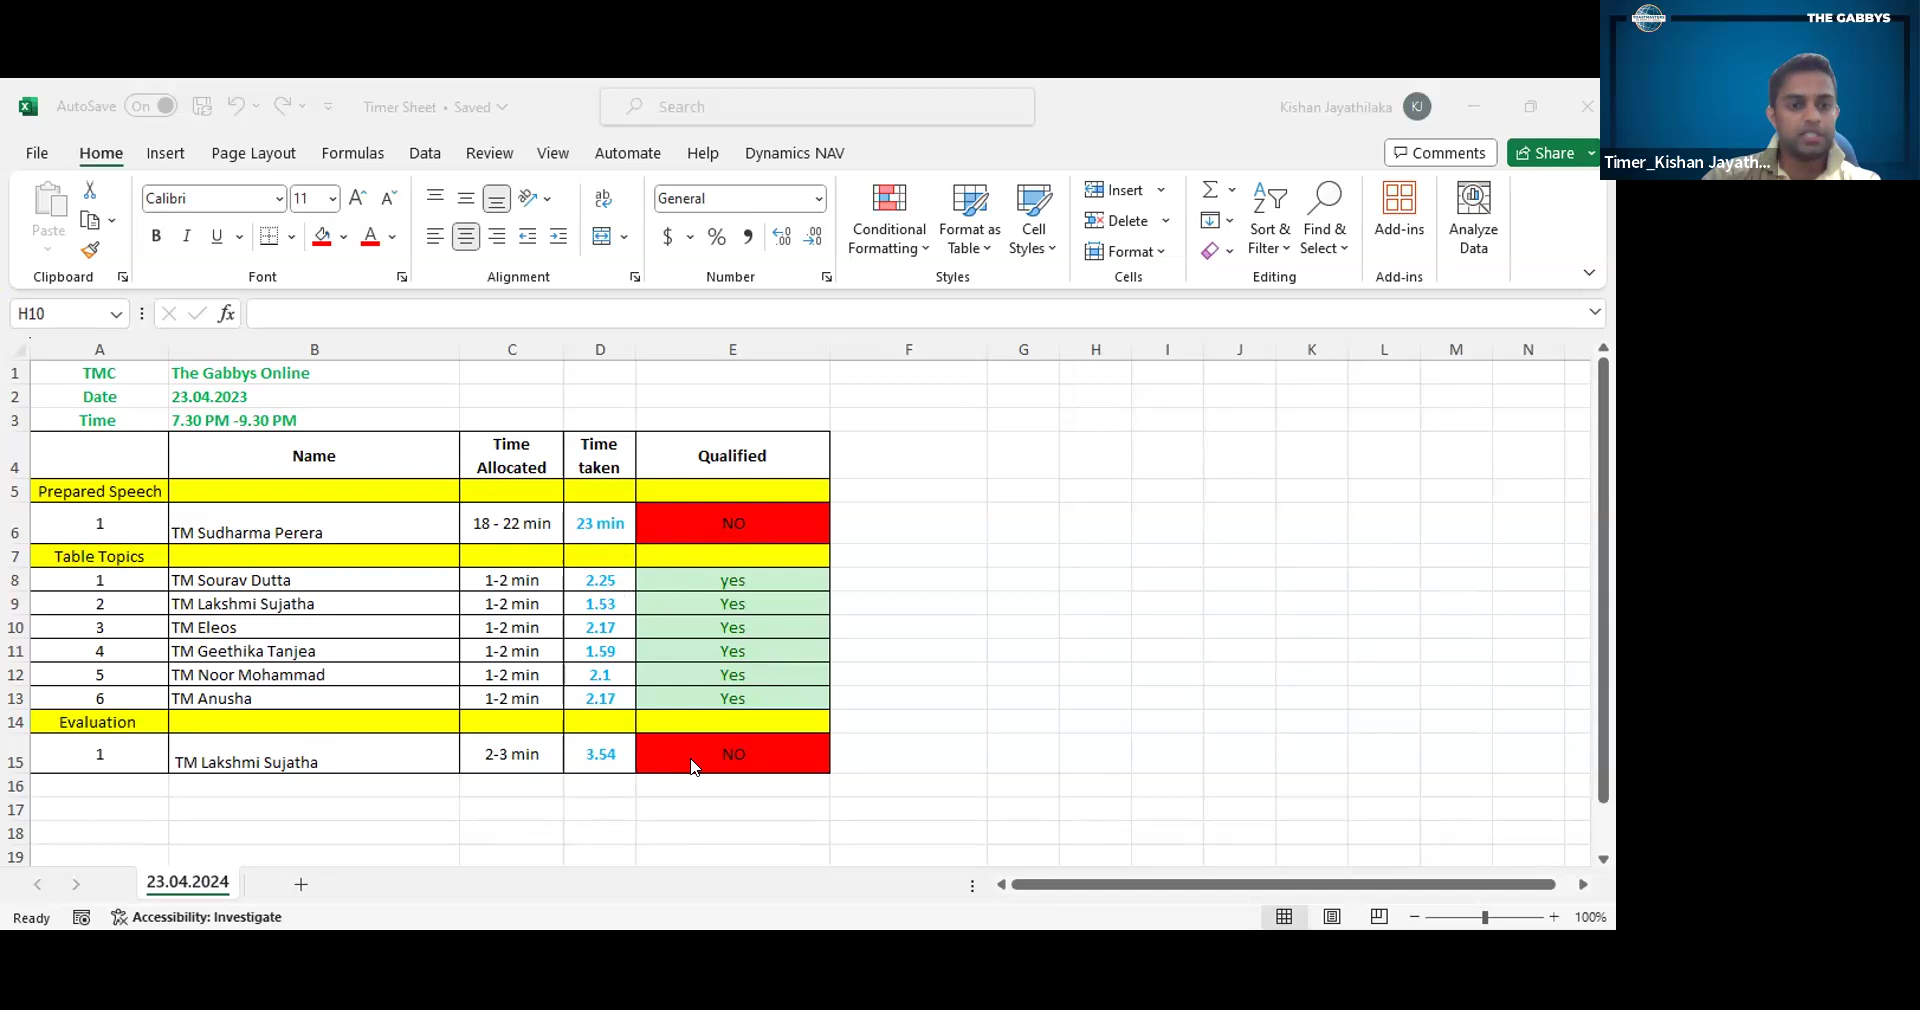 THE GABBYS
AutoSave On Timer Sheet • Saved Search Kishan Jayathilaka KJ
Timer_Kishan Jayath...
File Home Insert Page Layout Formulas Data Review View Automate Help Dynamics NAV Comments Share
Paste Calibri 11 General Conditional Formatting Format as Table Cell Styles Insert Delete Format Sort & Filter Find & Select Add-ins Analyze Data
Clipboard Font Alignment Number Styles Cells Editing Add-ins
H10 fx
A B C D E F G H I J K L M N
1 TMC The Gabbys Online
2 Date 23.04.2023
3 Time 7.30 PM -9.30 PM
4 Name Time Allocated Time taken Qualified
5 Prepared Speech
6 1 TM Sudharma Perera 18 - 22 min 23 min NO
7 Table Topics
8 1 TM Sourav Dutta 1-2 min 2.25 yes
9 2 TM Lakshmi Sujatha 1-2 min 1.53 Yes
10 3 TM Eleos 1-2 min 2.17 Yes
11 4 TM Geethika Tanjea 1-2 min 1.59 Yes
12 5 TM Noor Mohammad 1-2 min 2.1 Yes
13 6 TM Anusha 1-2 min 2.17 Yes
14 Evaluation
15 1 TM Lakshmi Sujatha 2-3 min 3.54 NO
16
17
18
19
23.04.2024
Ready Accessibility: Investigate 100%